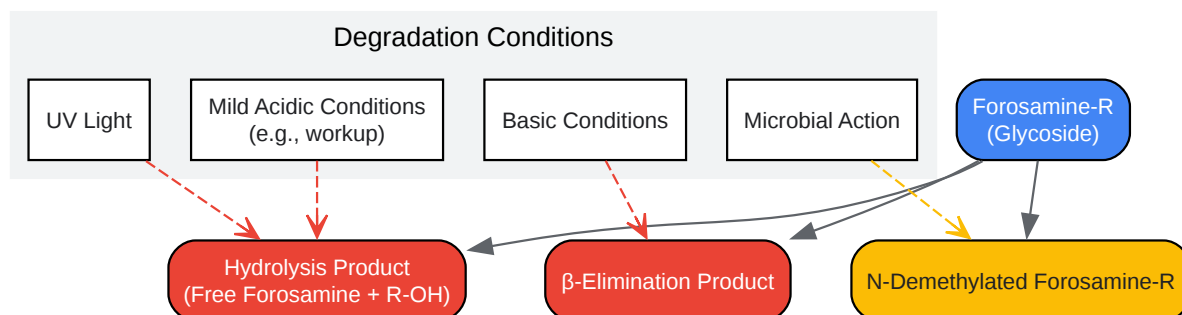 Degradation Conditions
UV Light
Mild Acidic Conditions
(e.g., workup)
Basic Conditions
Microbial Action
Forosamine-R
(Glycoside)
Hydrolysis Product
(Free Forosamine + R-OH)
β-Elimination Product
N-Demethylated Forosamine-R